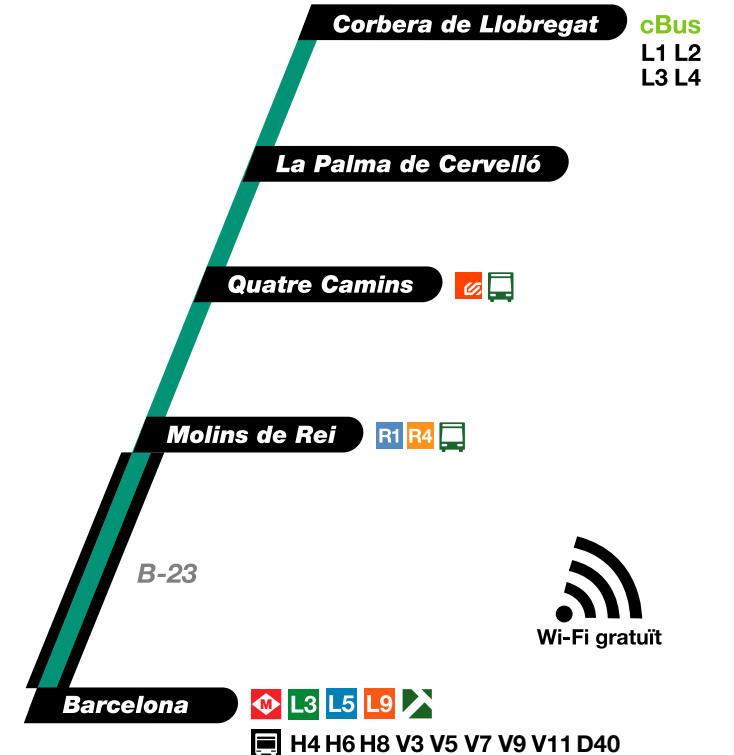 Corbera de Llobregat cBus
L1 L2
L3 L4
La Palma de Cervelló
Quatre Camins
Molins de Rei R1 R4
B-23
Wi-Fi gratuït
Barcelona M L3 L5 L9
H4 H6 H8 V3 V5 V7 V9 V11 D40